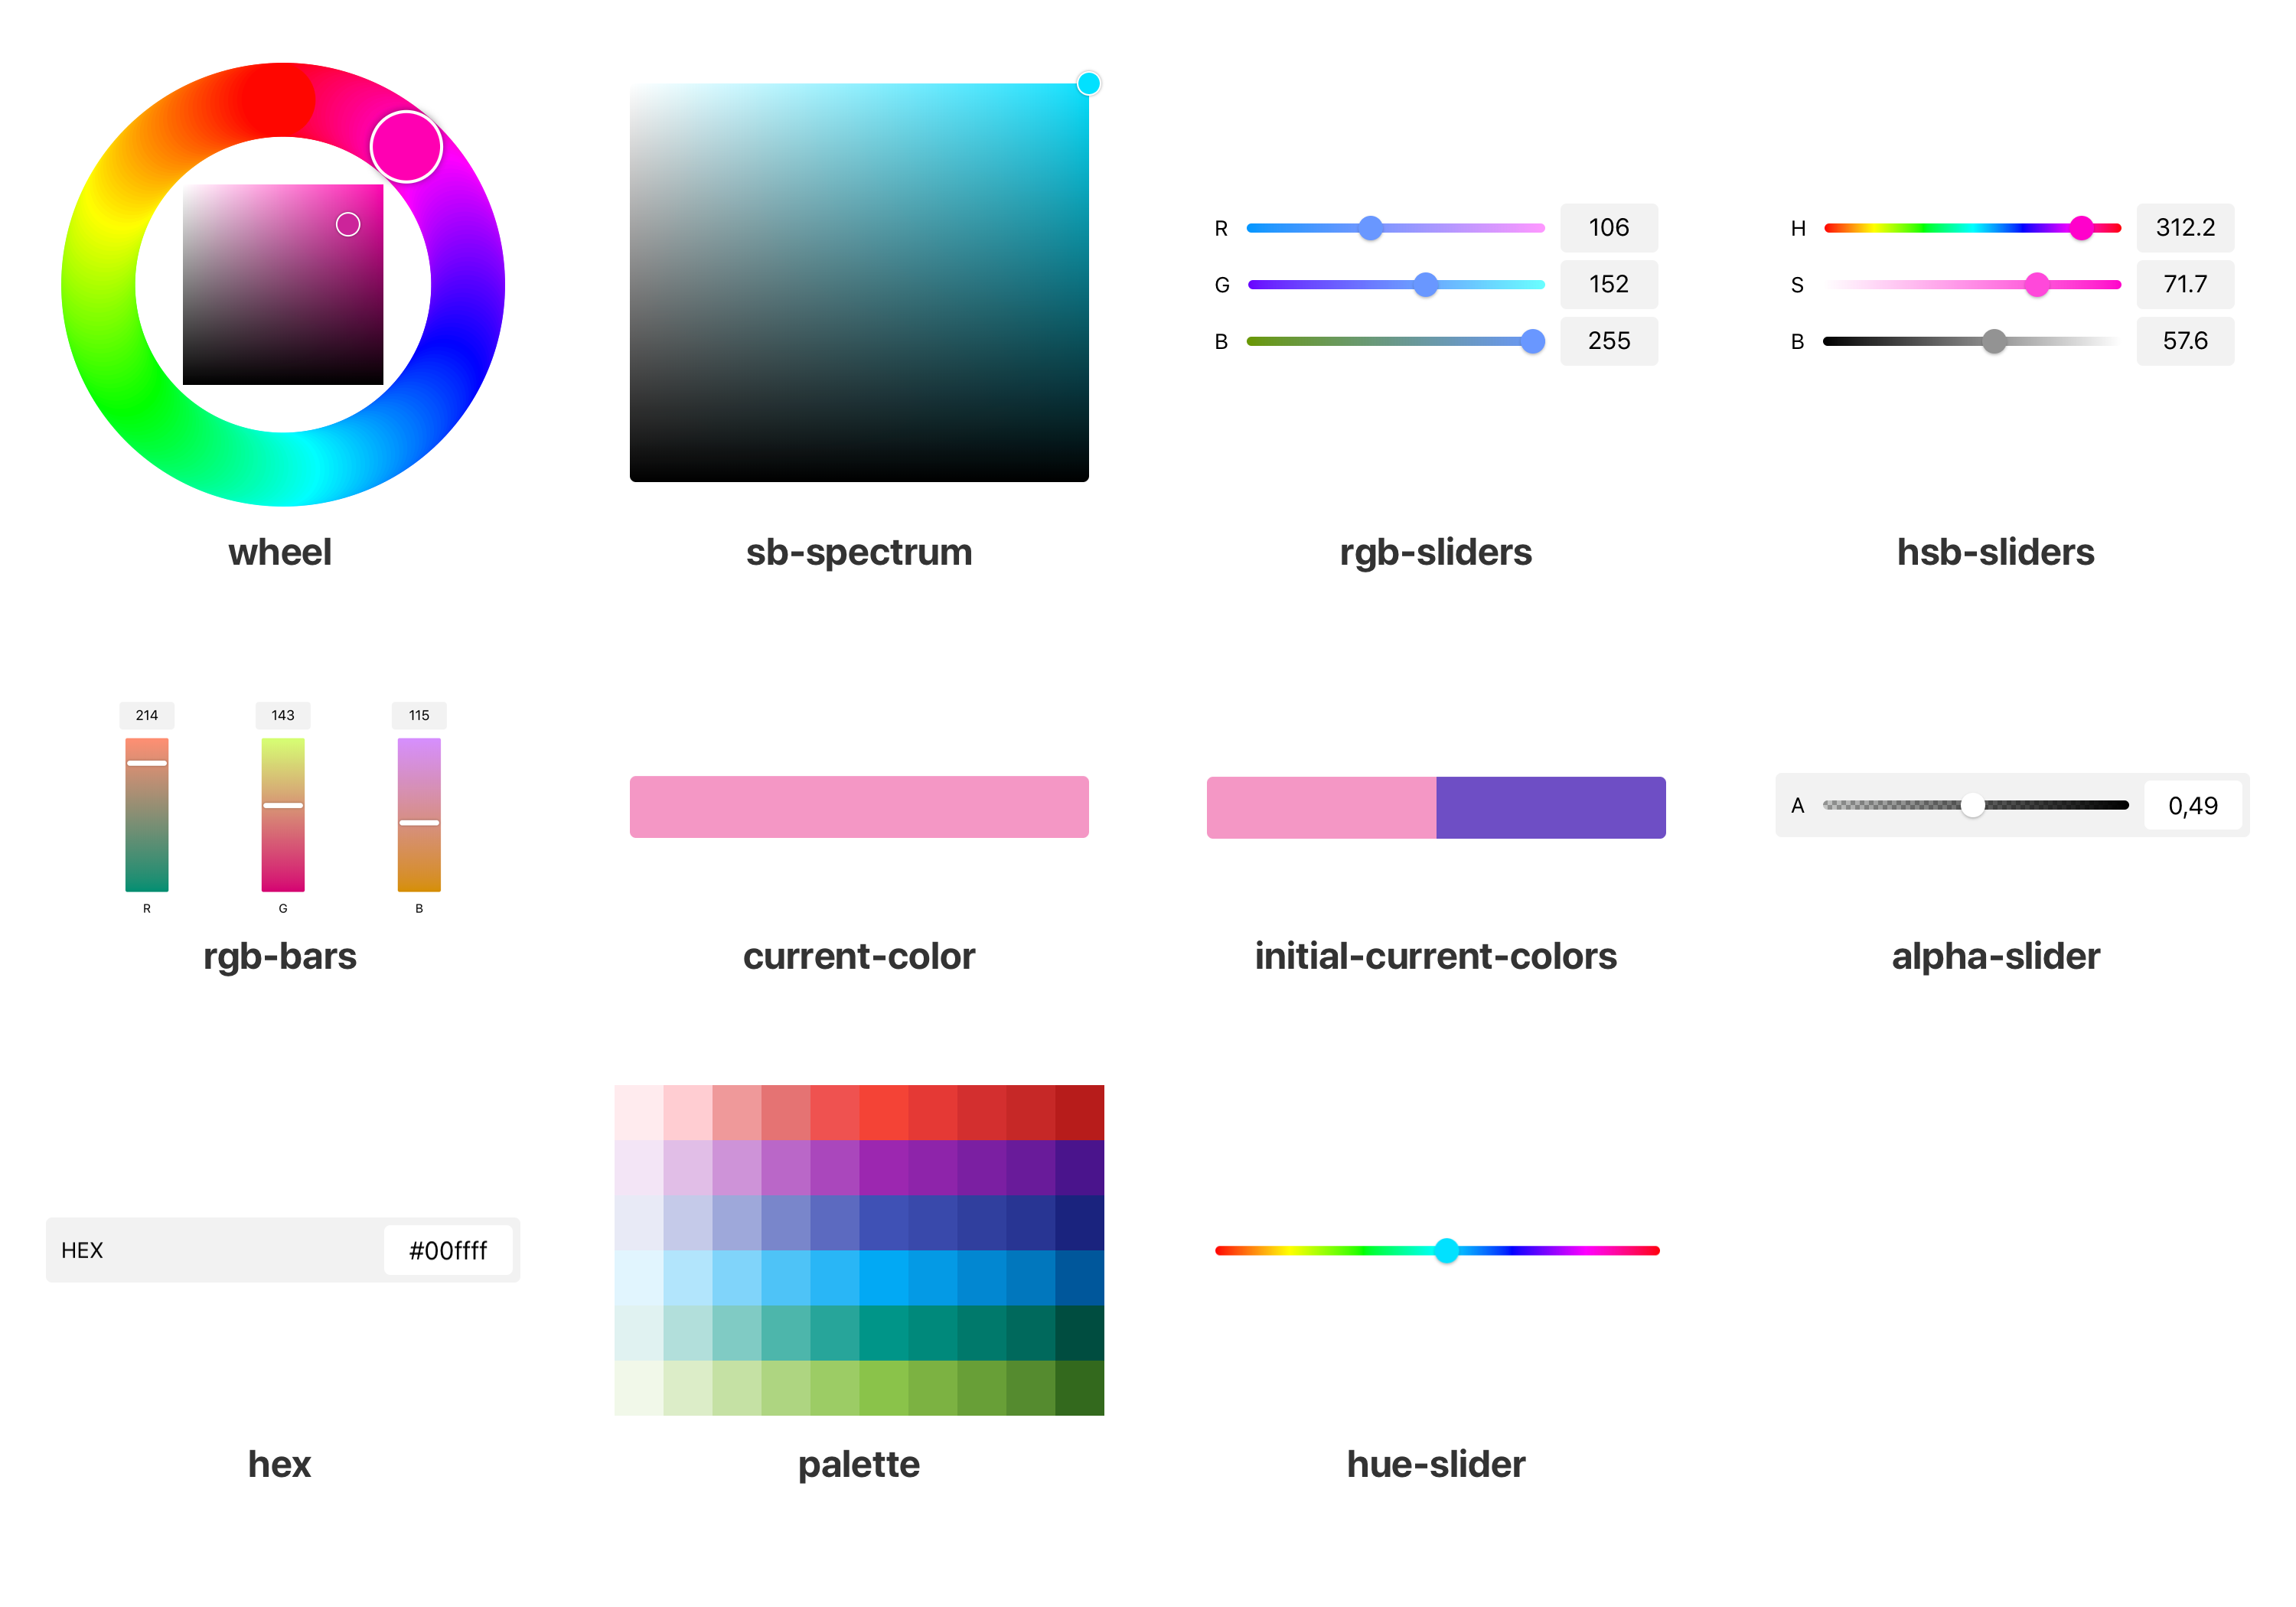 R 106
G 152
B 255
H 312.2
S 71.7
B 57.6
wheel
sb-spectrum
rgb-sliders
hsb-sliders
214 143 115
R G B
A 0,49
rgb-bars
current-color
initial-current-colors
alpha-slider
HEX #00ffff
hex
palette
hue-slider